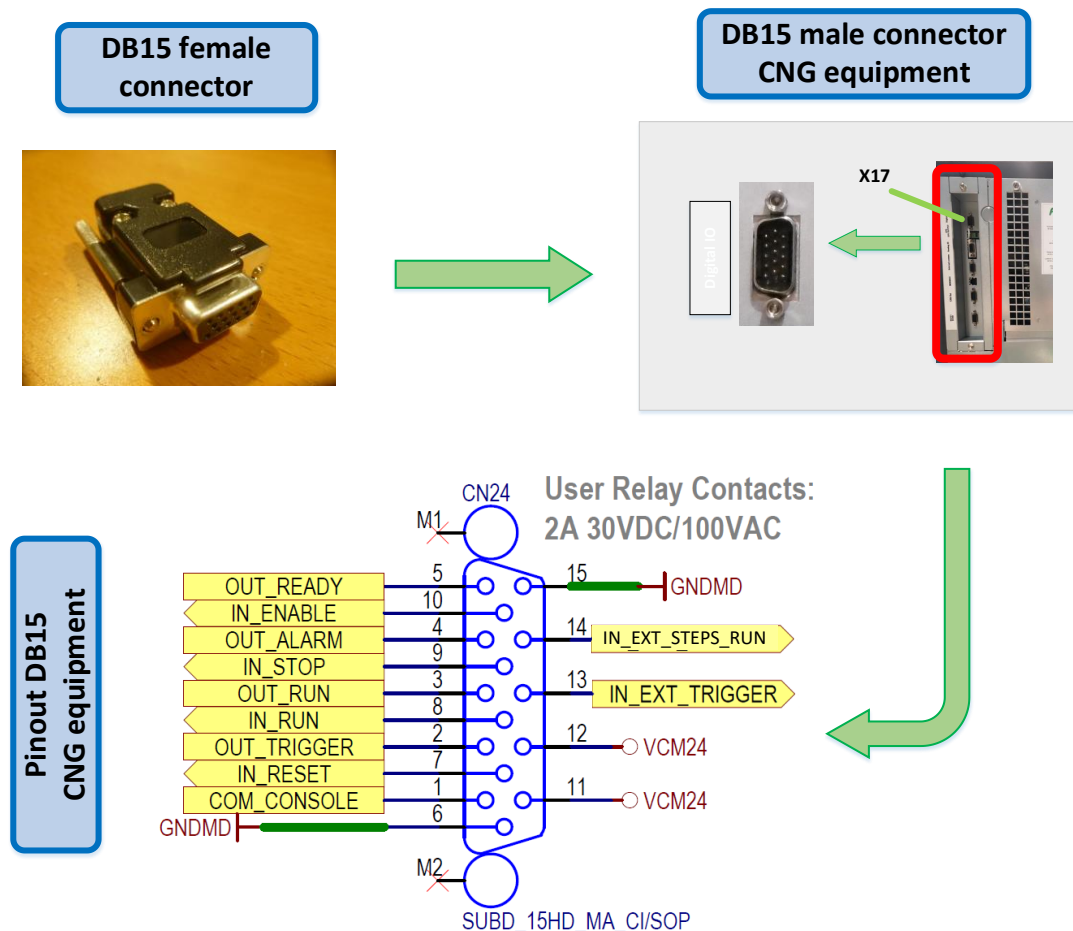 DB15 female
connector
DB15 male connector
CNG equipment
X17
Digital IO
Pinout DB15
CNG equipment
CN24
User Relay Contacts:
2A 30VDC/100VAC
M1
5
OUT_READY
15
GNDMD
10
IN_ENABLE
4
OUT_ALARM
14
IN_EXT_STEPS_RUN
9
IN_STOP
3
OUT_RUN
13
IN_EXT_TRIGGER
8
IN_RUN
2
OUT_TRIGGER
12
VCM24
7
IN_RESET
1
COM_CONSOLE
11
VCM24
6
GNDMD
M2
SUBD_15HD_MA_CI/SOP